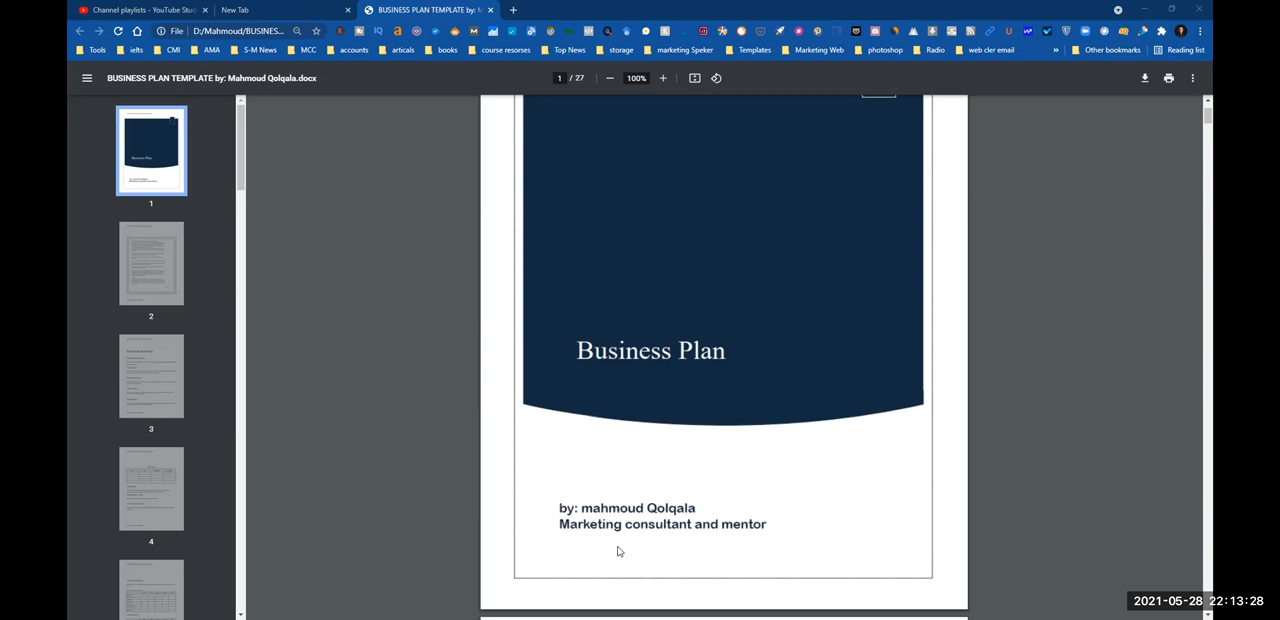 Channel playlists - YouTube Stu
New Tab
BUSINESS PLAN TEMPLATE by: M
File
D:/Mahmoud/BUSINES...
Tools
ielts
CMI
AMA
S-M News
MCC
accounts
articals
books
course resorses
Top News
storage
marketing Speker
Templates
Marketing Web
photoshop
Radio
web cler email
»
Other bookmarks
Reading list
BUSINESS PLAN TEMPLATE by: Mahmoud Qolqala.docx
1 / 27
100%
Business Plan
1
2
3
4
Business Plan
by: mahmoud Qolqala
Marketing consultant and mentor
2021-05-28 22:13:28